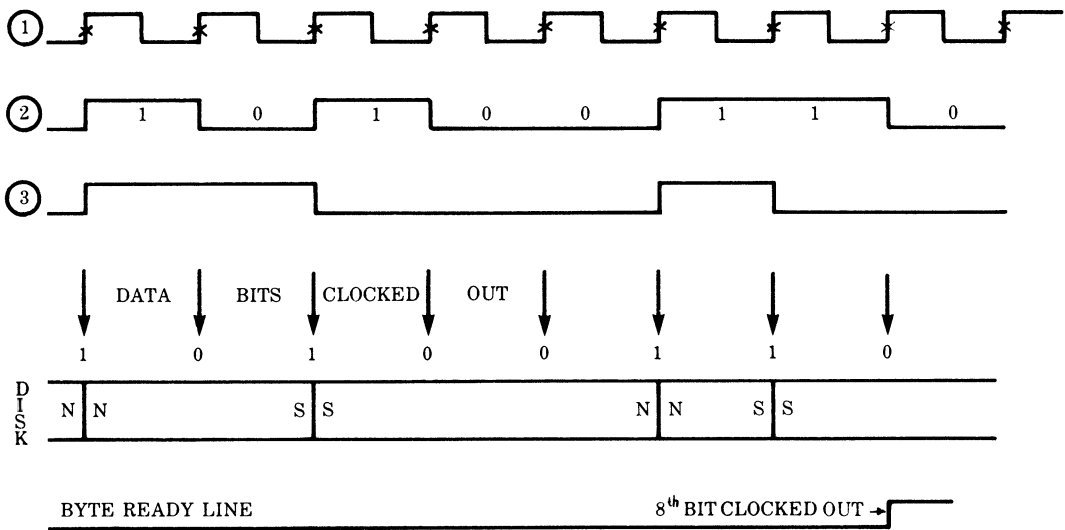 1
2
1 0 1 0 0 1 1 0
3
DATA BITS CLOCKED OUT
1 0 1 0 0 1 1 0
DISK
N N S S N N S S
BYTE READY LINE 8th BIT CLOCKED OUT →